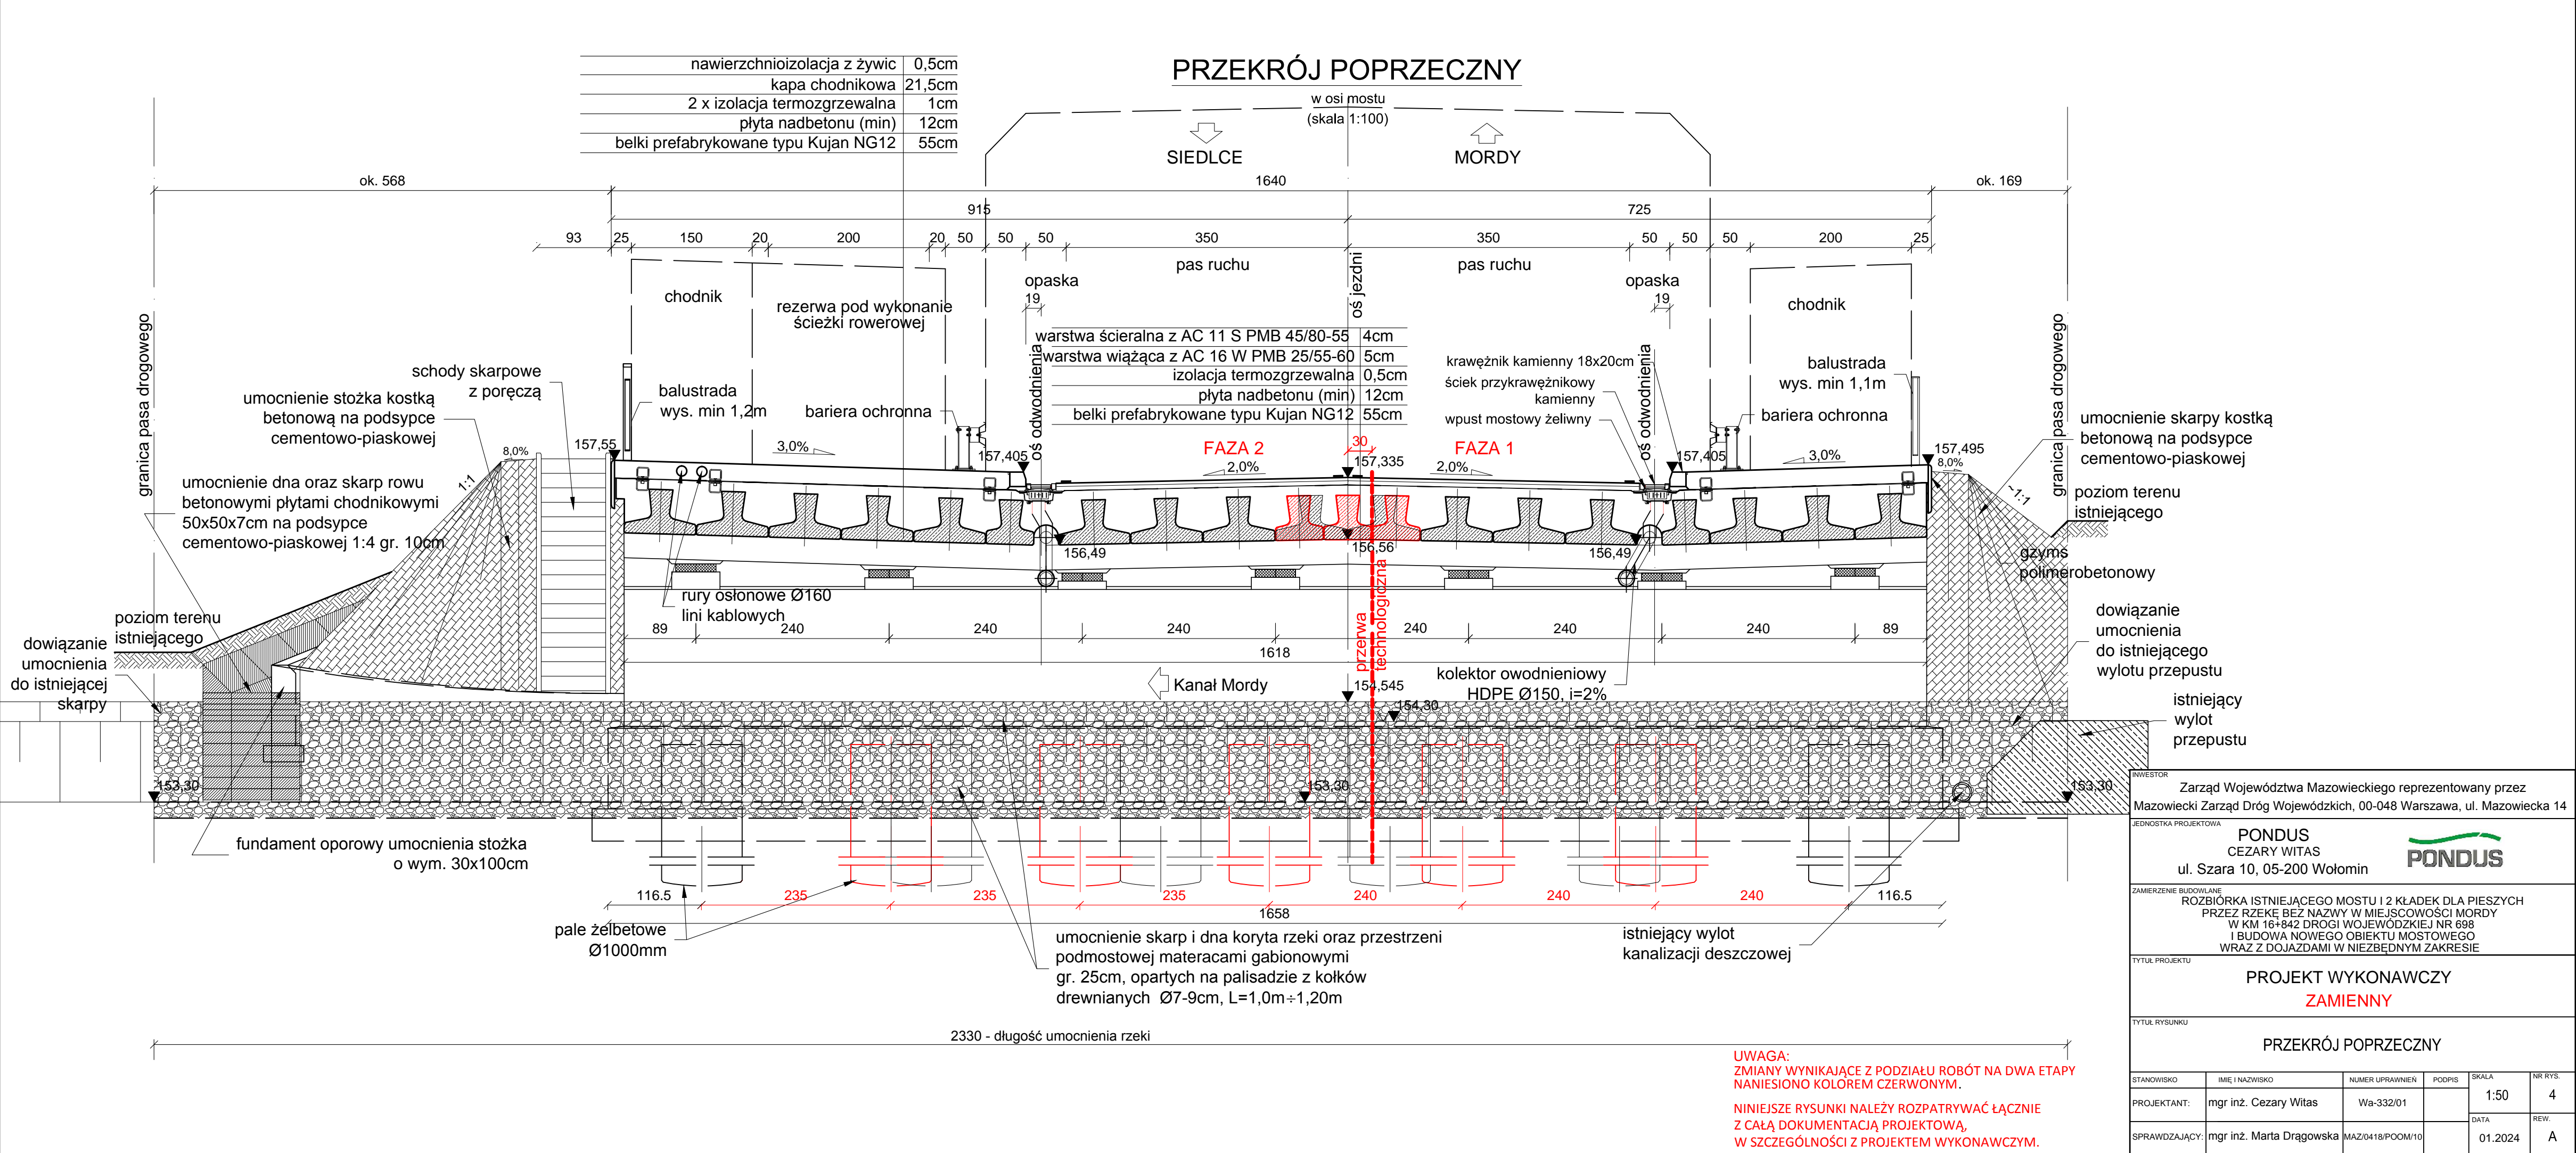 PRZEKRÓJ POPRZECZNY
w osi mostu
(skala 1:100)
nawierzchnioizolacja z żywic 0,5cm
kapa chodnikowa 21,5cm
2 x izolacja termozgrzewalna 1cm
płyta nadbetonu (min) 12cm
belki prefabrykowane typu Kujan NG12 55cm
SIEDLCE
MORDY
ok. 568
1640
ok. 169
915
725
93 25 150 20 200 20 50 50 50 350 350 50 50 50 200 25
pas ruchu
pas ruchu
opaska
19
opaska
19
oś jezdni
chodnik
rezerwa pod wykonanie
ścieżki rowerowej
chodnik
granica pasa drogowego
granica pasa drogowego
warstwa ścieralna z AC 11 S PMB 45/80-55 4cm
warstwa wiążąca z AC 16 W PMB 25/55-60 5cm
izolacja termozgrzewalna 0,5cm
płyta nadbetonu (min) 12cm
belki prefabrykowane typu Kujan NG12 55cm
oś odwodnienia
oś odwodnienia
krawężnik kamienny 18x20cm
ściek przykrawężnikowy
kamienny
wpust mostowy żeliwny
schody skarpowe
z poręczą
balustrada
wys. min 1,2m
bariera ochronna
balustrada
wys. min 1,1m
bariera ochronna
umocnienie stożka kostką
betonową na podsypce
cementowo-piaskowej
umocnienie skarpy kostką
betonową na podsypce
cementowo-piaskowej
FAZA 2
30
FAZA 1
157,55
3,0%
157,405
2,0%
157,335
2,0%
157,405
3,0%
157,495
8,0%
8,0%
1:1
~1:1
umocnienie dna oraz skarp rowu
betonowymi płytami chodnikowymi
50x50x7cm na podsypce
cementowo-piaskowej 1:4 gr. 10cm
poziom terenu
istniejącego
156,49
156,56
156,49
gzyms
polimerobetonowy
rury osłonowe Ø160
lini kablowych
poziom terenu
istniejącego
dowiązanie
umocnienia
do istniejącej
skarpy
dowiązanie
umocnienia
do istniejącego
wylotu przepustu
89 240 240 240 240 240 240 89
1618
przerwa
technologiczna
Kanał Mordy
kolektor owodnieniowy
HDPE Ø150, i=2%
154,545
154,30
istniejący
wylot
przepustu
153,30
153,30
153,30
fundament oporowy umocnienia stożka
o wym. 30x100cm
116.5 235 235 235 240 240 240 116.5
1658
pale żelbetowe
Ø1000mm
umocnienie skarp i dna koryta rzeki oraz przestrzeni
podmostowej materacami gabionowymi
gr. 25cm, opartych na palisadzie z kołków
drewnianych Ø7-9cm, L=1,0m÷1,20m
istniejący wylot
kanalizacji deszczowej
2330 - długość umocnienia rzeki
UWAGA:
ZMIANY WYNIKAJĄCE Z PODZIAŁU ROBÓT NA DWA ETAPY
NANIESIONO KOLOREM CZERWONYM.
NINIEJSZE RYSUNKI NALEŻY ROZPATRYWAĆ ŁĄCZNIE
Z CAŁĄ DOKUMENTACJĄ PROJEKTOWĄ,
W SZCZEGÓLNOŚCI Z PROJEKTEM WYKONAWCZYM.
INWESTOR
Zarząd Województwa Mazowieckiego reprezentowany przez
Mazowiecki Zarząd Dróg Wojewódzkich, 00-048 Warszawa, ul. Mazowiecka 14
JEDNOSTKA PROJEKTOWA
PONDUS
CEZARY WITAS
ul. Szara 10, 05-200 Wołomin
PONDUS
ZAMIERZENIE BUDOWLANE
ROZBIÓRKA ISTNIEJĄCEGO MOSTU I 2 KŁADEK DLA PIESZYCH
PRZEZ RZEKĘ BEZ NAZWY W MIEJSCOWOŚCI MORDY
W KM 16+842 DROGI WOJEWÓDZKIEJ NR 698
I BUDOWA NOWEGO OBIEKTU MOSTOWEGO
WRAZ Z DOJAZDAMI W NIEZBĘDNYM ZAKRESIE
TYTUŁ PROJEKTU
PROJEKT WYKONAWCZY
ZAMIENNY
TYTUŁ RYSUNKU
PRZEKRÓJ POPRZECZNY
STANOWISKO IMIĘ I NAZWISKO NUMER UPRAWNIEŃ PODPIS SKALA NR RYS.
PROJEKTANT: mgr inż. Cezary Witas Wa-332/01 1:50 4
DATA REW.
SPRAWDZAJĄCY: mgr inż. Marta Drągowska MAZ/0418/POOM/10 01.2024 A